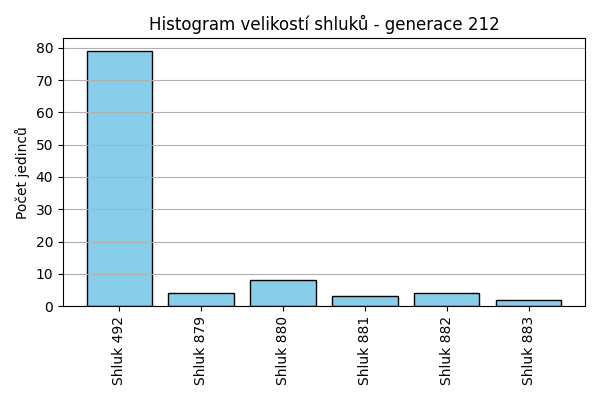 Histogram velikostí shluků - generace 212
Počet jedinců
80
70
60
50
40
30
20
10
0
Shluk 492
Shluk 879
Shluk 880
Shluk 881
Shluk 882
Shluk 883